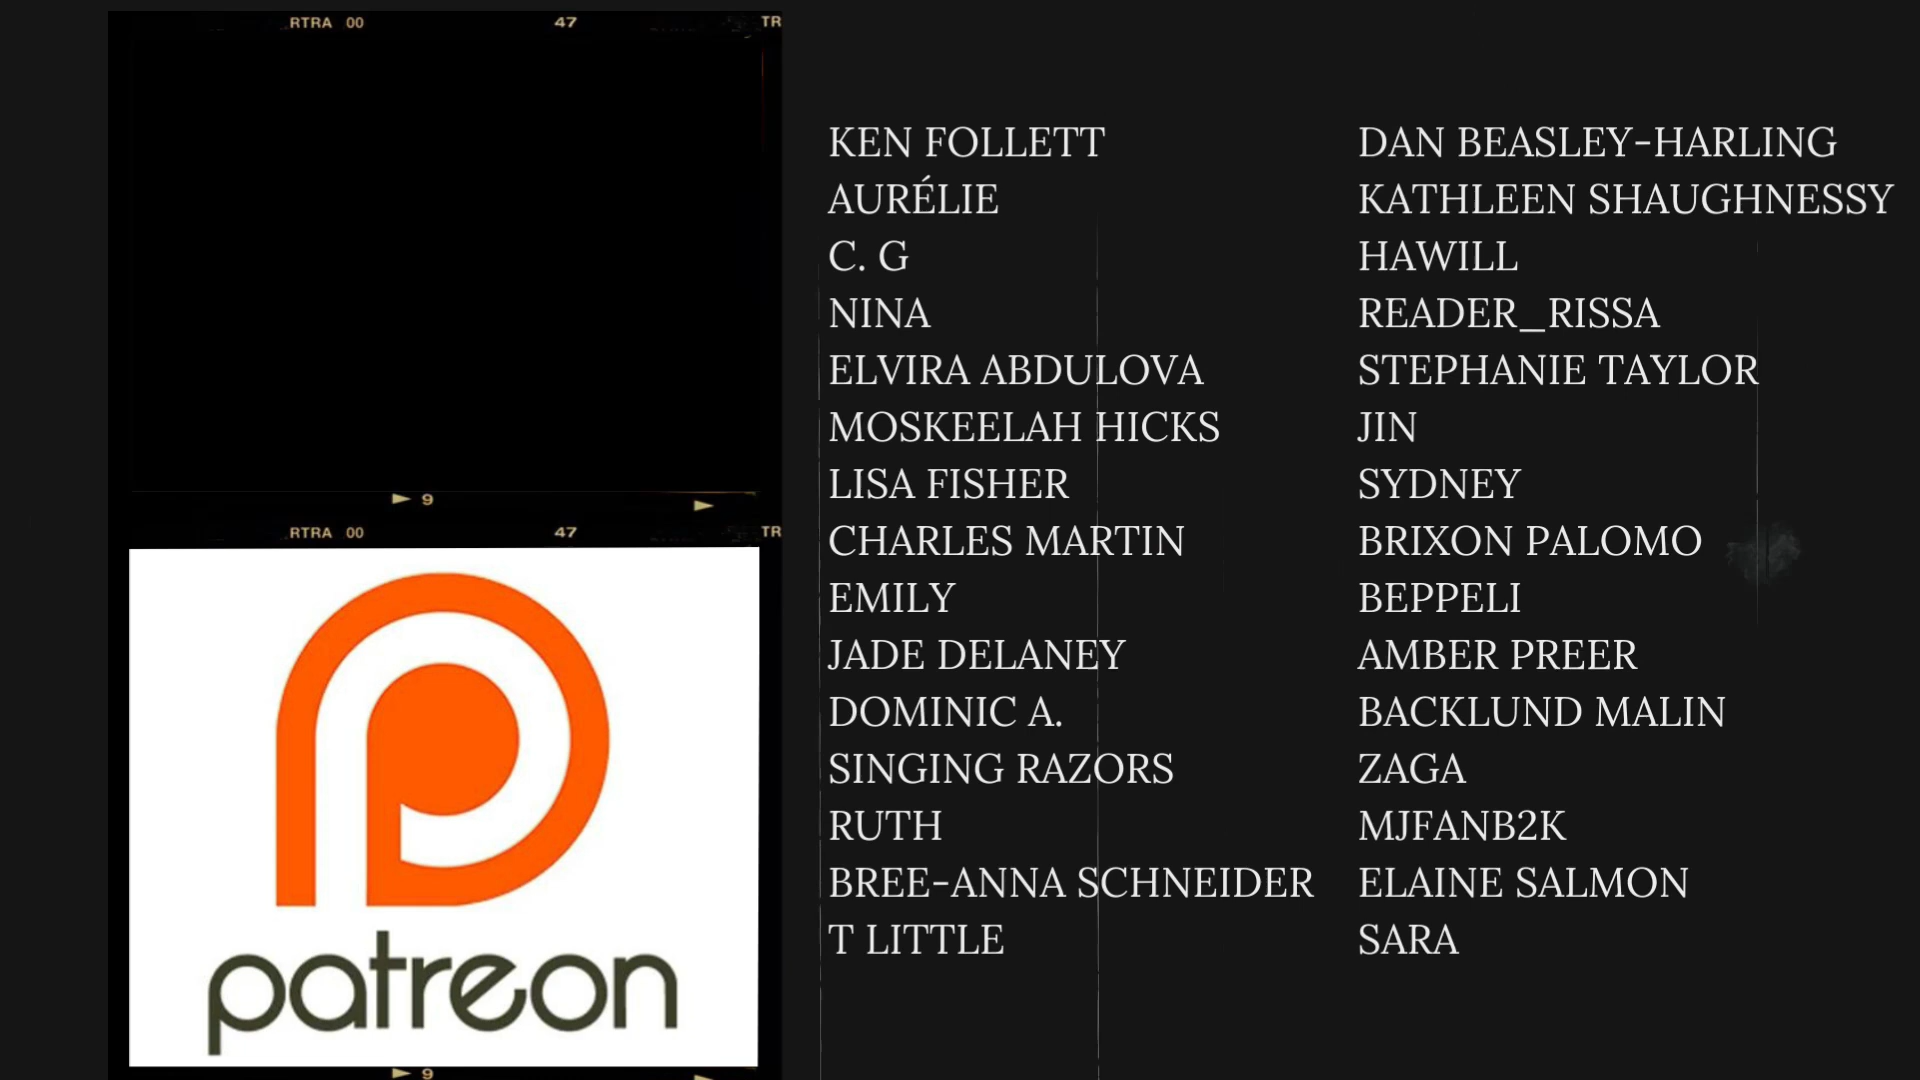 RTRA 00 47 TR
9
RTRA 00 47 TR
patreon
9
KEN FOLLETT
AURÉLIE
C. G
NINA
ELVIRA ABDULOVA
MOSKEELAH HICKS
LISA FISHER
CHARLES MARTIN
EMILY
JADE DELANEY
DOMINIC A.
SINGING RAZORS
RUTH
BREE-ANNA SCHNEIDER
T LITTLE
DAN BEASLEY-HARLING
KATHLEEN SHAUGHNESSY
HAWILL
READER_RISSA
STEPHANIE TAYLOR
JIN
SYDNEY
BRIXON PALOMO
BEPPELI
AMBER PREER
BACKLUND MALIN
ZAGA
MJFANB2K
ELAINE SALMON
SARA